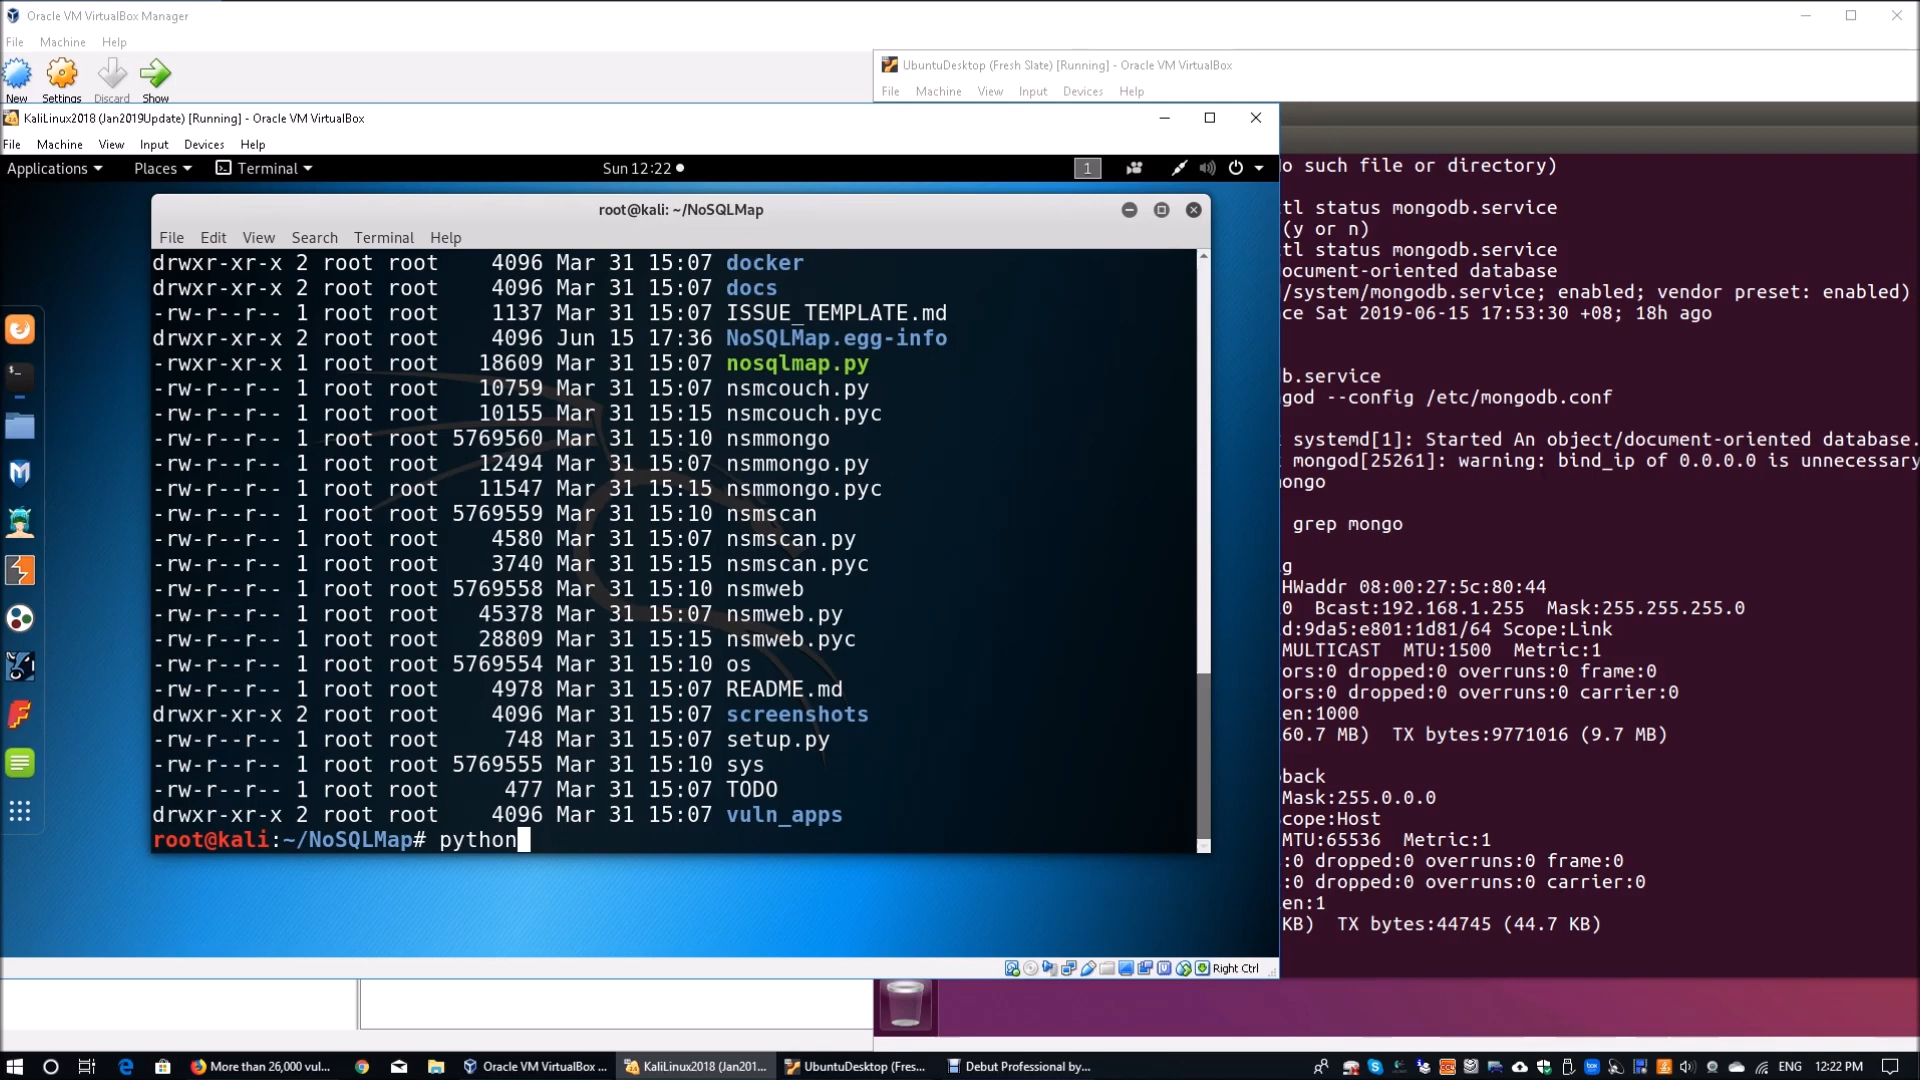 Oracle VM VirtualBox Manager
File Machine Help
New Settings Discard Show
UbuntuDesktop (Fresh Slate) [Running] - Oracle VM VirtualBox
File Machine View Input Devices Help
KaliLinux2018 (Jan2019Update) [Running] - Oracle VM VirtualBox
File Machine View Input Devices Help
Applications Places Terminal Sun 12:22 1
root@kali: ~/NoSQLMap
File Edit View Search Terminal Help
drwxr-xr-x 2 root root 4096 Mar 31 15:07 docker
drwxr-xr-x 2 root root 4096 Mar 31 15:07 docs
-rw-r--r-- 1 root root 1137 Mar 31 15:07 ISSUE_TEMPLATE.md
drwxr-xr-x 2 root root 4096 Jun 15 17:36 NoSQLMap.egg-info
-rwxr-xr-x 1 root root 18609 Mar 31 15:07 nosqlmap.py
-rw-r--r-- 1 root root 10759 Mar 31 15:07 nsmcouch.py
-rw-r--r-- 1 root root 10155 Mar 31 15:15 nsmcouch.pyc
-rw-r--r-- 1 root root 5769560 Mar 31 15:10 nsmmongo
-rw-r--r-- 1 root root 12494 Mar 31 15:07 nsmmongo.py
-rw-r--r-- 1 root root 11547 Mar 31 15:15 nsmmongo.pyc
-rw-r--r-- 1 root root 5769559 Mar 31 15:10 nsmscan
-rw-r--r-- 1 root root 4580 Mar 31 15:07 nsmscan.py
-rw-r--r-- 1 root root 3740 Mar 31 15:15 nsmscan.pyc
-rw-r--r-- 1 root root 5769558 Mar 31 15:10 nsmweb
-rw-r--r-- 1 root root 45378 Mar 31 15:07 nsmweb.py
-rw-r--r-- 1 root root 28809 Mar 31 15:15 nsmweb.pyc
-rw-r--r-- 1 root root 5769554 Mar 31 15:10 os
-rw-r--r-- 1 root root 4978 Mar 31 15:07 README.md
drwxr-xr-x 2 root root 4096 Mar 31 15:07 screenshots
-rw-r--r-- 1 root root 748 Mar 31 15:07 setup.py
-rw-r--r-- 1 root root 5769555 Mar 31 15:10 sys
-rw-r--r-- 1 root root 477 Mar 31 15:07 TODO
drwxr-xr-x 2 root root 4096 Mar 31 15:07 vuln_apps
root@kali:~/NoSQLMap# python
Right Ctrl
o such file or directory)
tl status mongodb.service
(y or n)
tl status mongodb.service
ocument-oriented database
/system/mongodb.service; enabled; vendor preset: enabled)
ce Sat 2019-06-15 17:53:30 +08; 18h ago
b.service
god --config /etc/mongodb.conf
systemd[1]: Started An object/document-oriented database.
mongod[25261]: warning: bind_ip of 0.0.0.0 is unnecessary
ongo
grep mongo
g
HWaddr 08:00:27:5c:80:44
0 Bcast:192.168.1.255 Mask:255.255.255.0
d:9da5:e801:1d81/64 Scope:Link
MULTICAST MTU:1500 Metric:1
ors:0 dropped:0 overruns:0 frame:0
ors:0 dropped:0 overruns:0 carrier:0
en:1000
60.7 MB) TX bytes:9771016 (9.7 MB)
back
Mask:255.0.0.0
cope:Host
MTU:65536 Metric:1
:0 dropped:0 overruns:0 frame:0
:0 dropped:0 overruns:0 carrier:0
en:1
KB) TX bytes:44745 (44.7 KB)
More than 26,000 vul... Oracle VM VirtualBox ... KaliLinux2018 (Jan201... UbuntuDesktop (Fres... Debut Professional by... ENG 12:22 PM